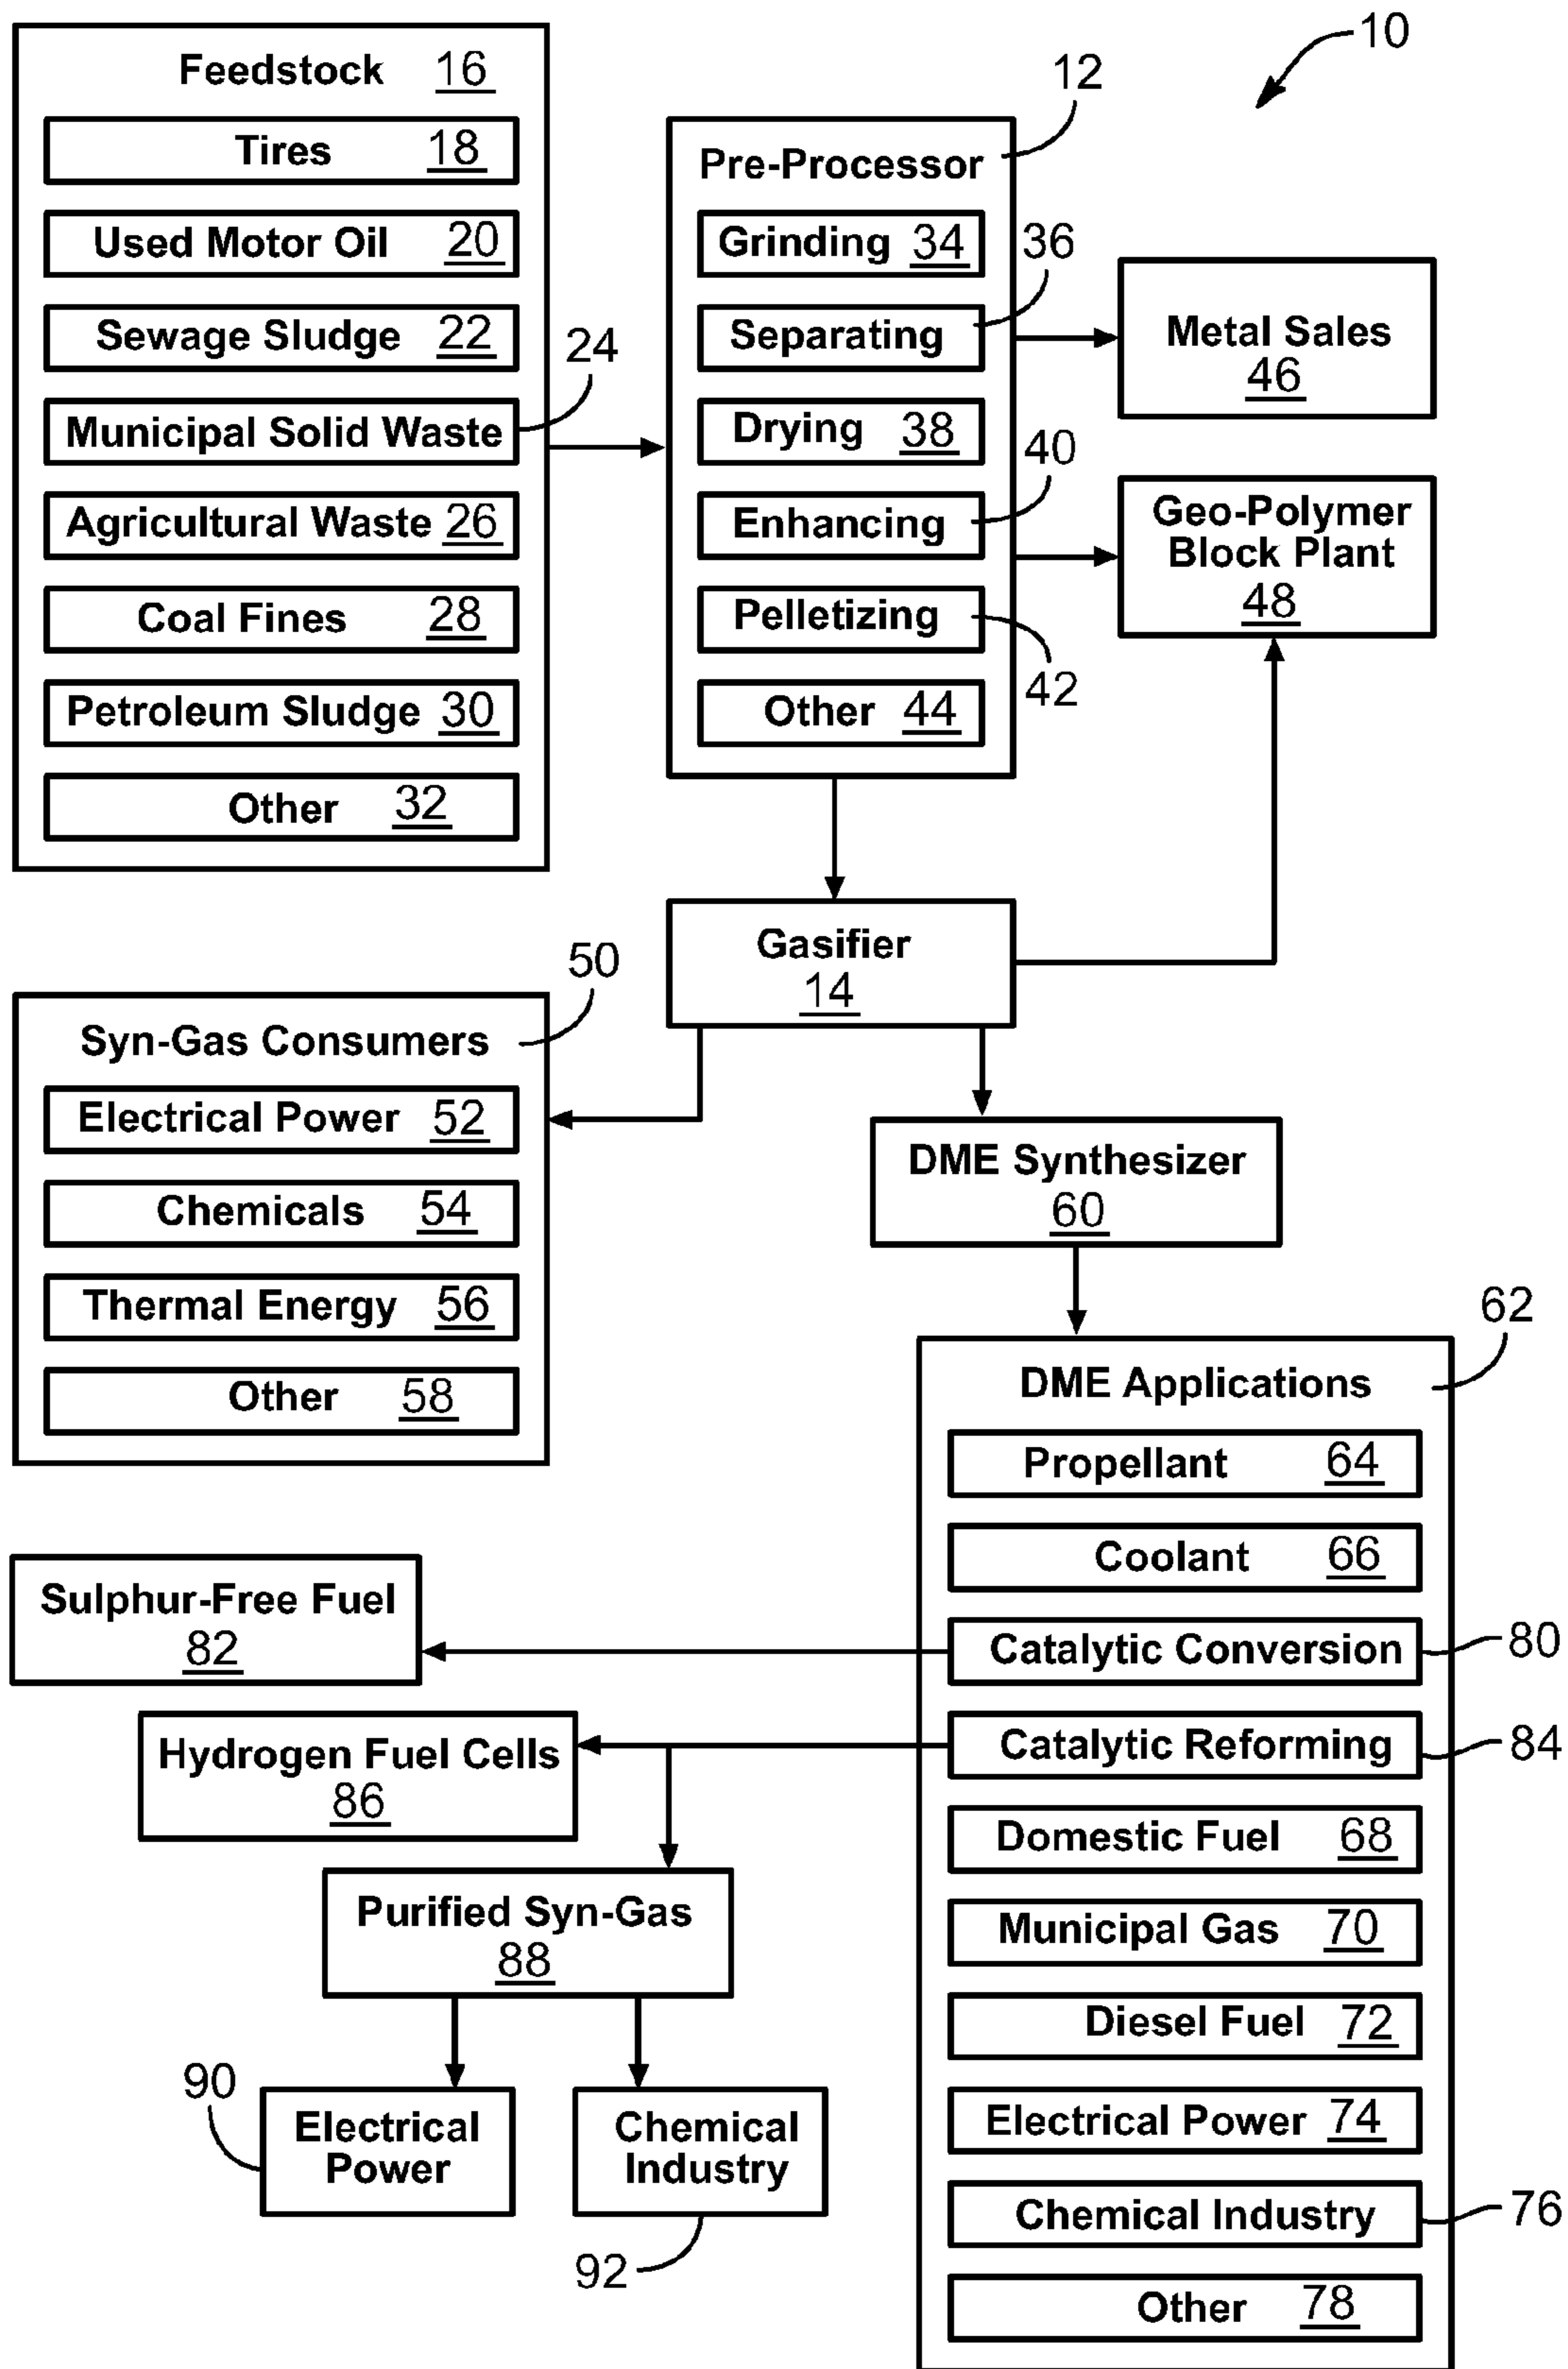 10
Feedstock 16
Tires 18
Used Motor Oil 20
Sewage Sludge 22
Municipal Solid Waste
24
Agricultural Waste 26
Coal Fines 28
Petroleum Sludge 30
Other 32
12
Pre-Processor
Grinding 34
36
Separating
Drying 38
40
Enhancing
Pelletizing
42
Other 44
Metal Sales
46
Geo-Polymer
Block Plant
48
Gasifier
14
50
Syn-Gas Consumers
Electrical Power 52
Chemicals 54
Thermal Energy 56
Other 58
DME Synthesizer
60
62
DME Applications
Propellant 64
Coolant 66
Catalytic Conversion 80
Catalytic Reforming 84
Domestic Fuel 68
Municipal Gas 70
Diesel Fuel 72
Electrical Power 74
Chemical Industry 76
Other 78
Sulphur-Free Fuel
82
Hydrogen Fuel Cells
86
Purified Syn-Gas
88
90
Electrical
Power
Chemical
Industry
92